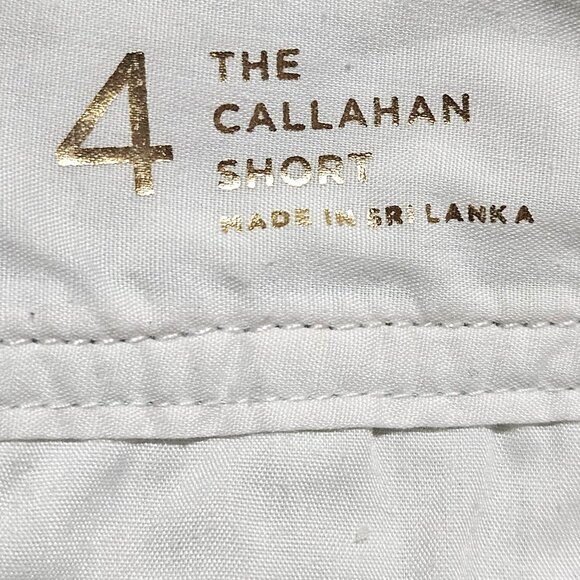 4
THE
CALLAHAN
SHORT
MADE IN SRI LANKA